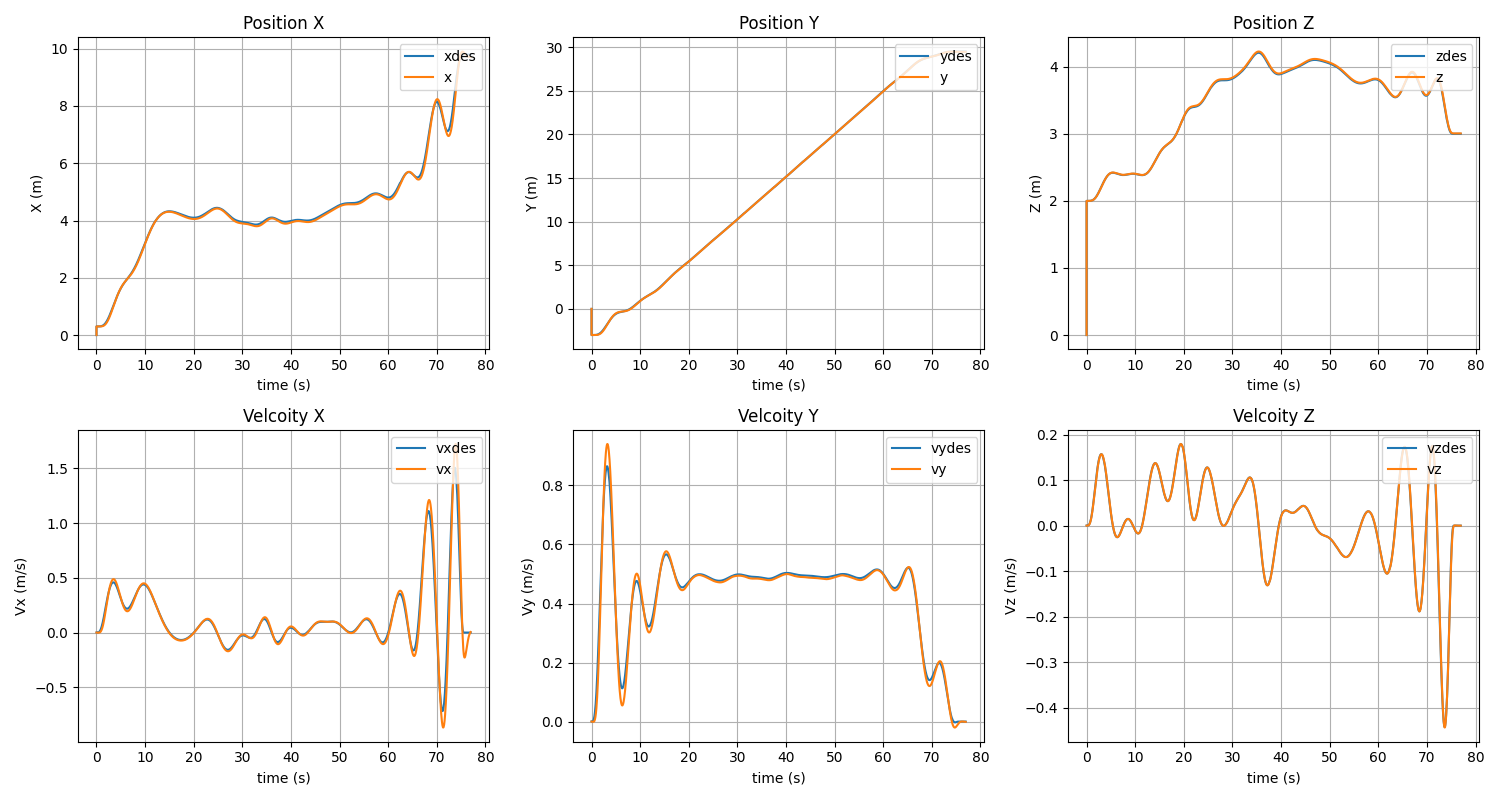 Position X
10
8
6
4
2
0
X (m)
0 10 20 30 40 50 60 70 80
time (s)
xdes
x
Position Y
30
25
20
15
10
5
0
Y (m)
0 10 20 30 40 50 60 70 80
time (s)
ydes
y
Position Z
4
3
2
1
0
Z (m)
0 10 20 30 40 50 60 70 80
time (s)
zdes
z
Velcoity X
1.5
1.0
0.5
0.0
−0.5
Vx (m/s)
0 10 20 30 40 50 60 70 80
time (s)
vxdes
vx
Velcoity Y
0.8
0.6
0.4
0.2
0.0
Vy (m/s)
0 10 20 30 40 50 60 70 80
time (s)
vydes
vy
Velcoity Z
0.2
0.1
0.0
−0.1
−0.2
−0.3
−0.4
Vz (m/s)
0 10 20 30 40 50 60 70 80
time (s)
vzdes
vz